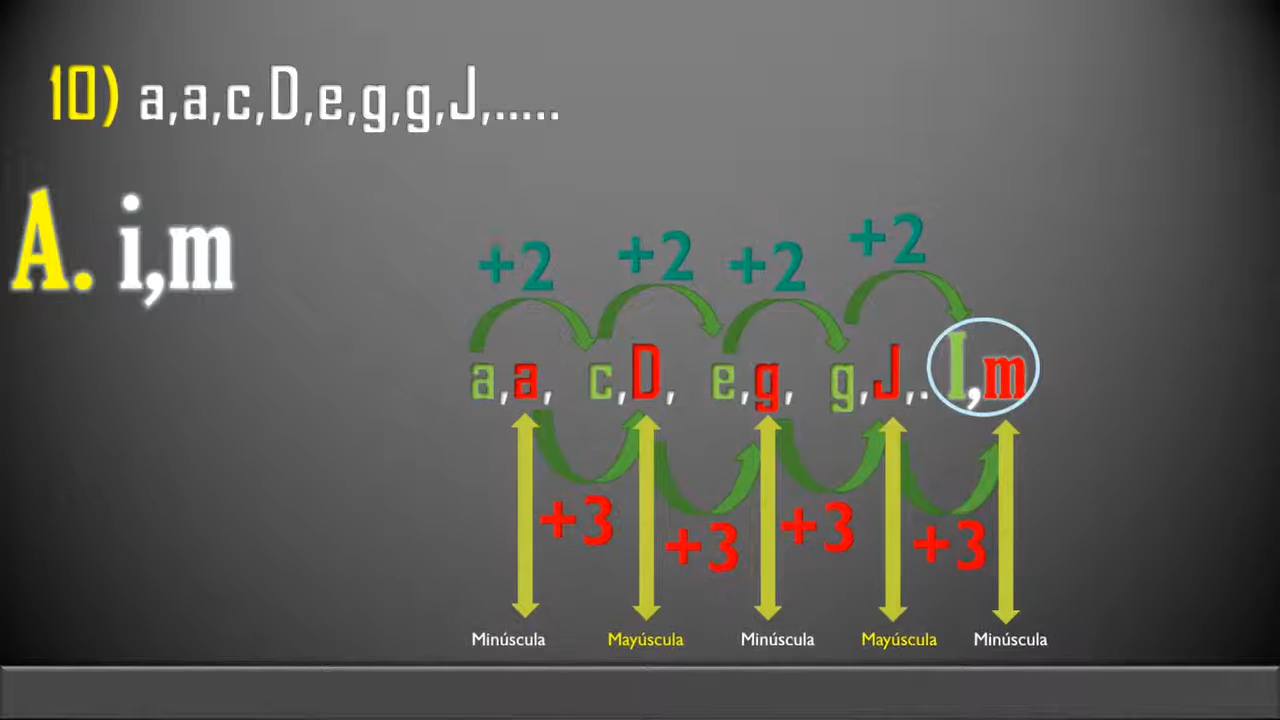 10) a,a,c,D,e,g,g,J,.....
A. i,m
+2 +2 +2 +2
a,a, c,D, e,g, g,J,. I,m
+3 +3 +3 +3
Minúscula Mayúscula Minúscula Mayúscula Minúscula